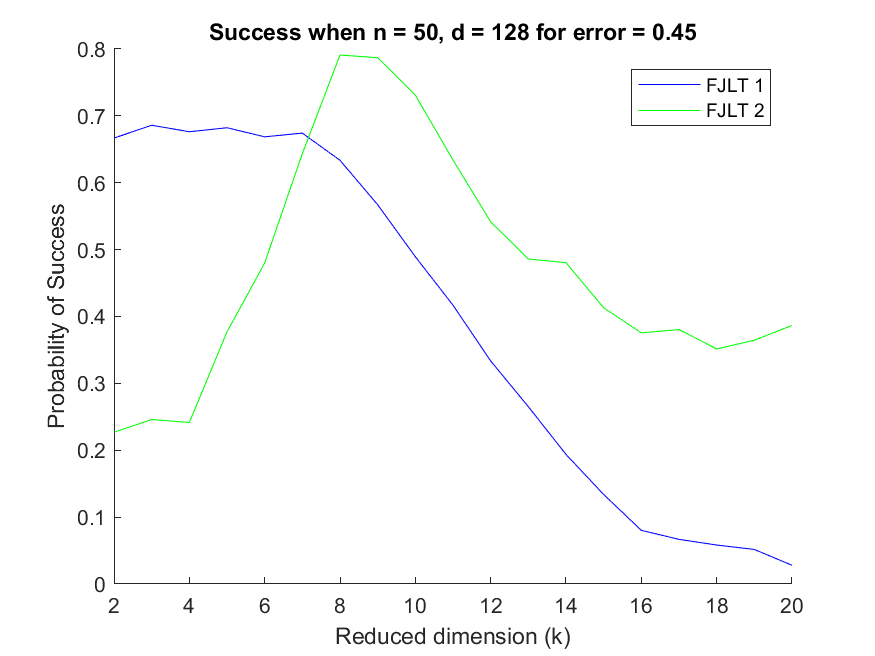 Success when n = 50, d = 128 for error = 0.45
FJLT 1
FJLT 2
Probability of Success
0.8
0.7
0.6
0.5
0.4
0.3
0.2
0.1
0
2 4 6 8 10 12 14 16 18 20
Reduced dimension (k)